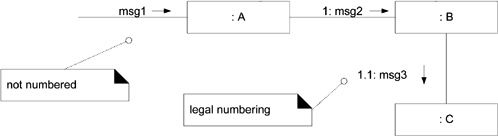 msg1
: A
1: msg2
: B
not numbered
legal numbering
1.1: msg3
: C